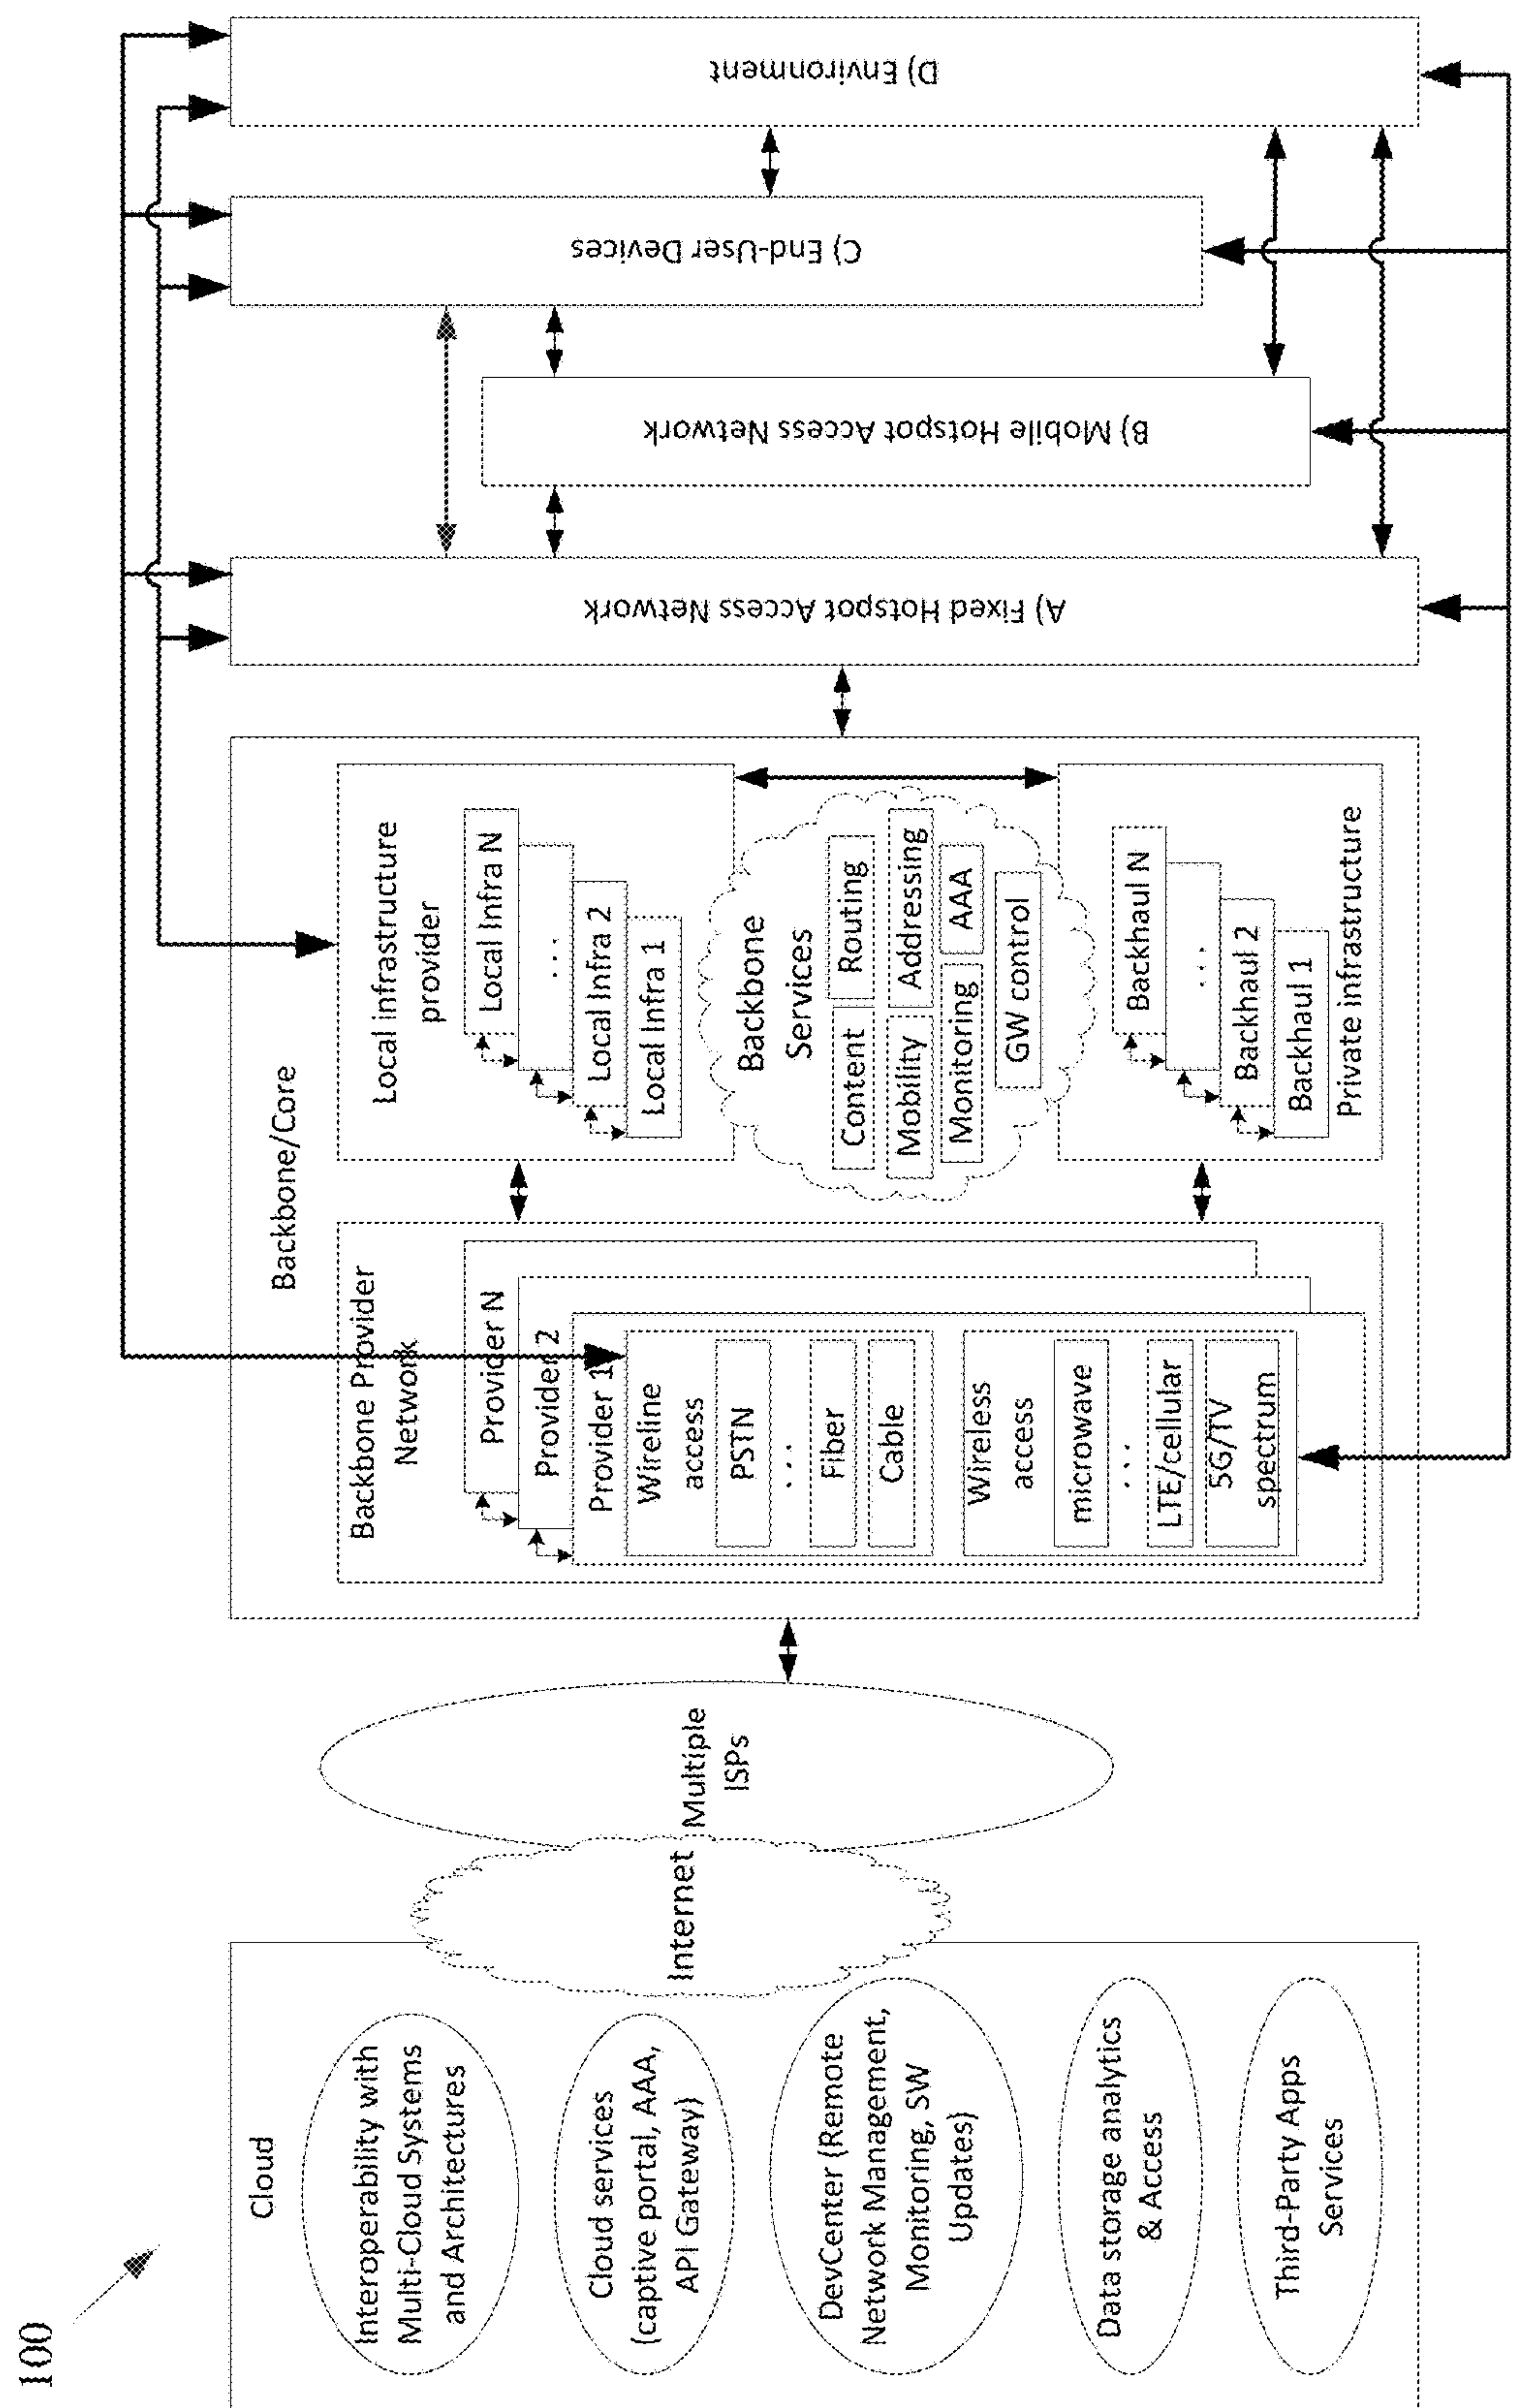 100
Cloud
Interoperability with
Multi-Cloud Systems
and Architectures
Cloud services
(captive portal, AAA,
API Gateway)
DevCenter (Remote
Network Management,
Monitoring, SW
Updates)
Data storage analytics
& Access
Third-Party Apps
Services
Internet
Multiple
ISPs
Backbone/Core
Backbone Provider
Network
Provider N
Provider 2
Provider 1
Wireline
access
PSTN
...
Fiber
Cable
Wireless
access
microwave
...
LTE/cellular
5G/TV
spectrum
Local infrastructure
provider
Local Infra N
...
Local Infra 2
Local Infra 1
Backbone
Services
Content
Routing
Mobility
Addressing
Monitoring
AAA
GW control
Backhaul N
...
Backhaul 2
Backhaul 1
Private infrastructure
A) Fixed Hotspot Access Network
B) Mobile Hotspot Access Network
C) End-User Devices
D) Environment